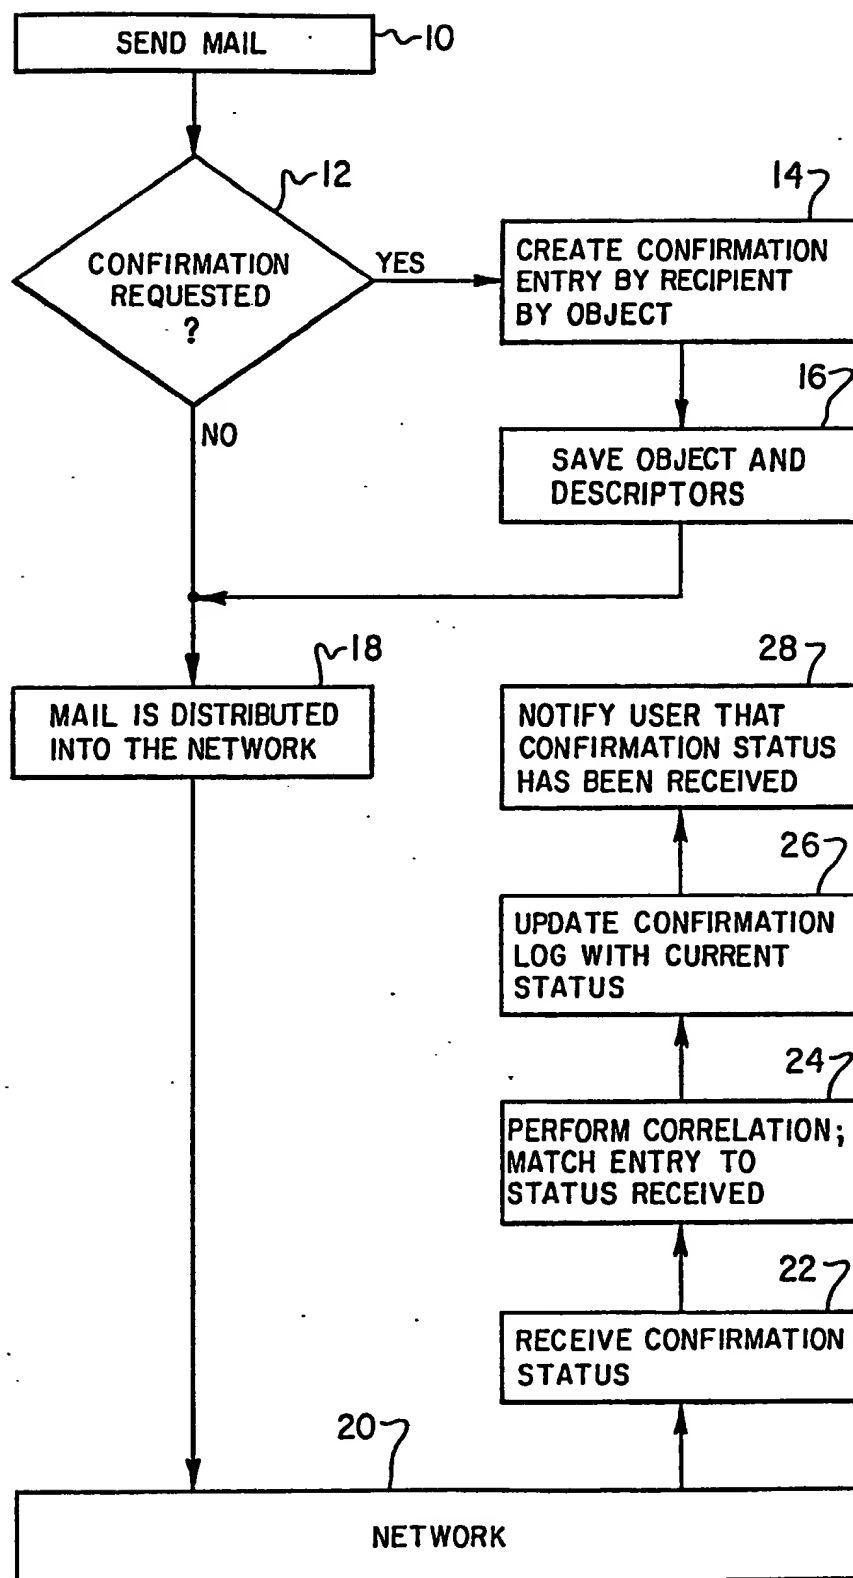 SEND MAIL
10
12
CONFIRMATION
REQUESTED
?
YES
NO
14
CREATE CONFIRMATION
ENTRY BY RECIPIENT
BY OBJECT
16
SAVE OBJECT AND
DESCRIPTORS
18
MAIL IS DISTRIBUTED
INTO THE NETWORK
28
NOTIFY USER THAT
CONFIRMATION STATUS
HAS BEEN RECEIVED
26
UPDATE CONFIRMATION
LOG WITH CURRENT
STATUS
24
PERFORM CORRELATION;
MATCH ENTRY TO
STATUS RECEIVED
22
RECEIVE CONFIRMATION
STATUS
20
NETWORK